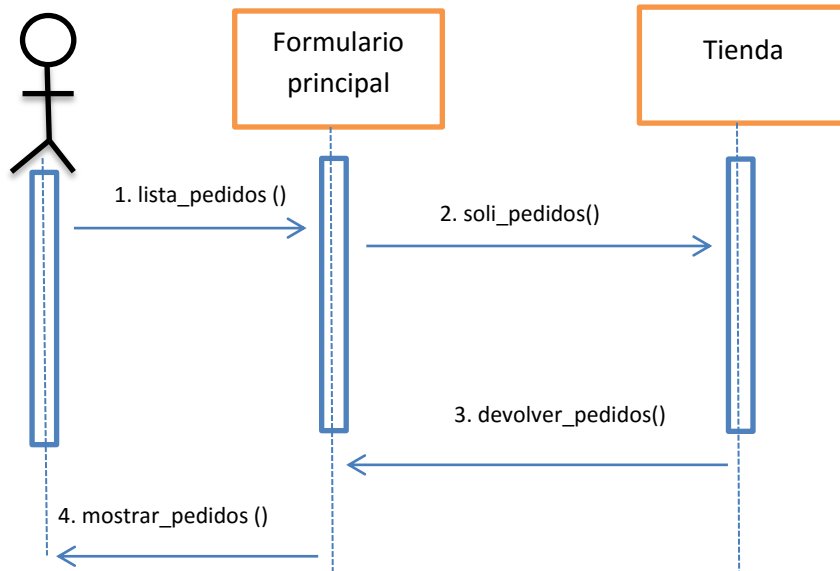 Formulario
principal
Tienda
1. lista_pedidos ()
2. soli_pedidos()
3. devolver_pedidos()
4. mostrar_pedidos ()